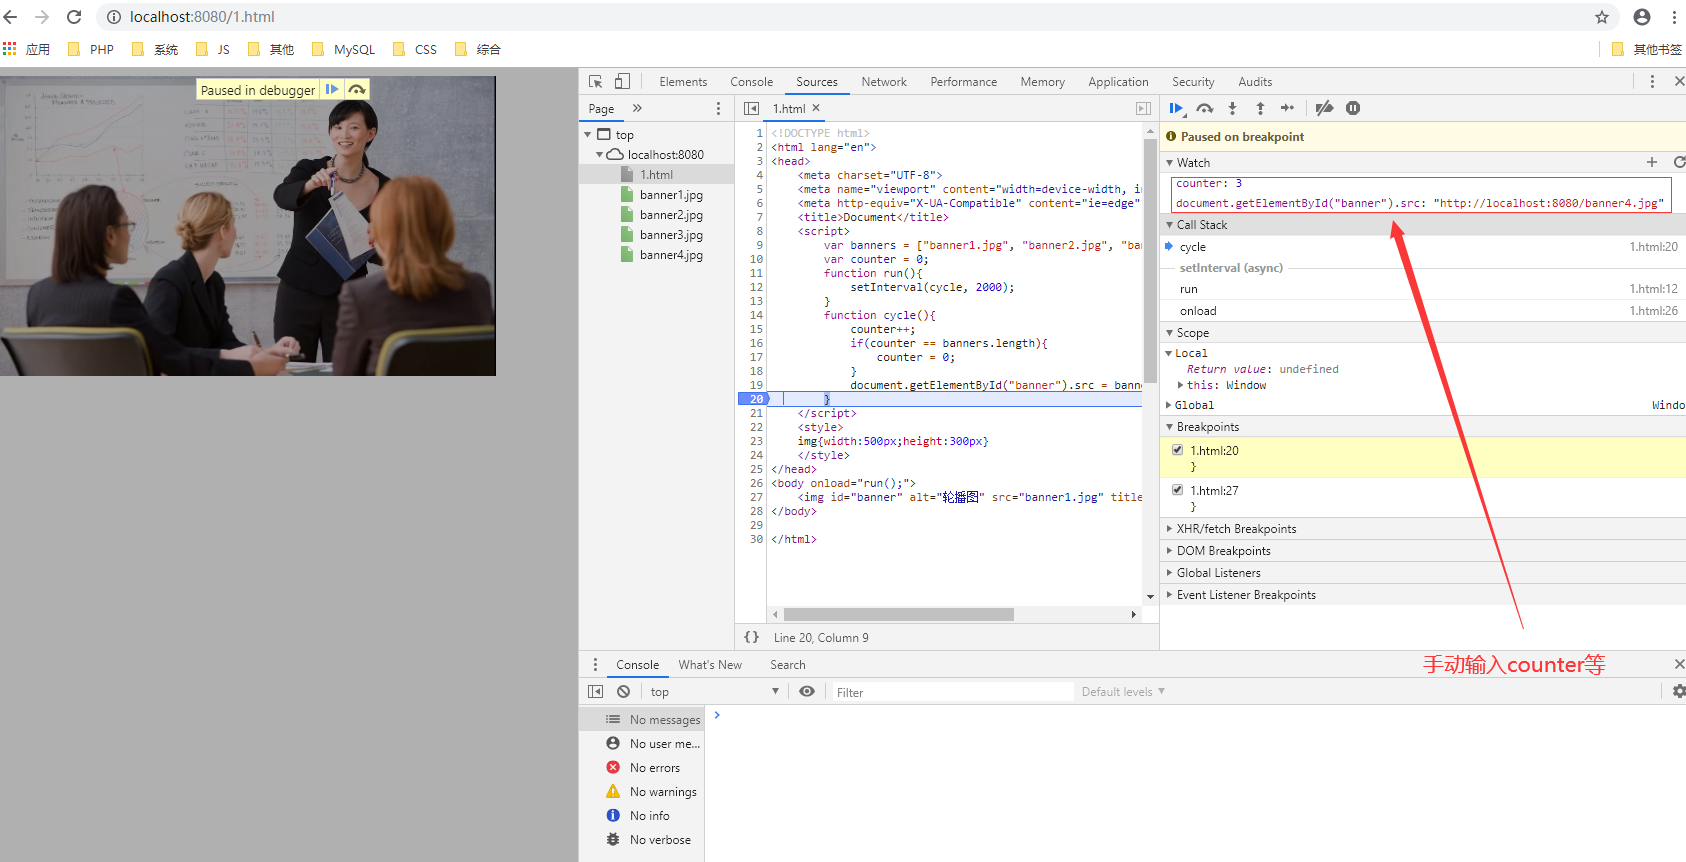 localhost:8080/1.html
应用 PHP 系统 JS 其他 MySQL CSS 综合 其他书签
Paused in debugger
Elements Console Sources Network Performance Memory Application Security Audits
Page »
top
localhost:8080
1.html
banner1.jpg
banner2.jpg
banner3.jpg
banner4.jpg
1.html
1 <!DOCTYPE html>
2 <html lang="en">
3 <head>
4 <meta charset="UTF-8">
5 <meta name="viewport" content="width=device-width, in
6 <meta http-equiv="X-UA-Compatible" content="ie=edge"
7 <title>Document</title>
8 <script>
9 var banners = ["banner1.jpg", "banner2.jpg", "ban
10 var counter = 0;
11 function run(){
12 setInterval(cycle, 2000);
13 }
14 function cycle(){
15 counter++;
16 if(counter == banners.length){
17 counter = 0;
18 }
19 document.getElementById("banner").src = bann
20 }
21 </script>
22 <style>
23 img{width:500px;height:300px}
24 </style>
25 </head>
26 <body onload="run();">
27 <img id="banner" alt="轮播图" src="banner1.jpg" title
28 </body>
29
30 </html>
{} Line 20, Column 9
Paused on breakpoint
Watch
counter: 3
document.getElementById("banner").src: "http://localhost:8080/banner4.jpg"
Call Stack
cycle 1.html:20
setInterval (async)
run 1.html:12
onload 1.html:26
Scope
Local
Return value: undefined
this: Window
Global Windo
Breakpoints
1.html:20
}
1.html:27
}
XHR/fetch Breakpoints
DOM Breakpoints
Global Listeners
Event Listener Breakpoints
手动输入counter等
Console What's New Search
top Filter Default levels
No messages
No user me...
No errors
No warnings
No info
No verbose